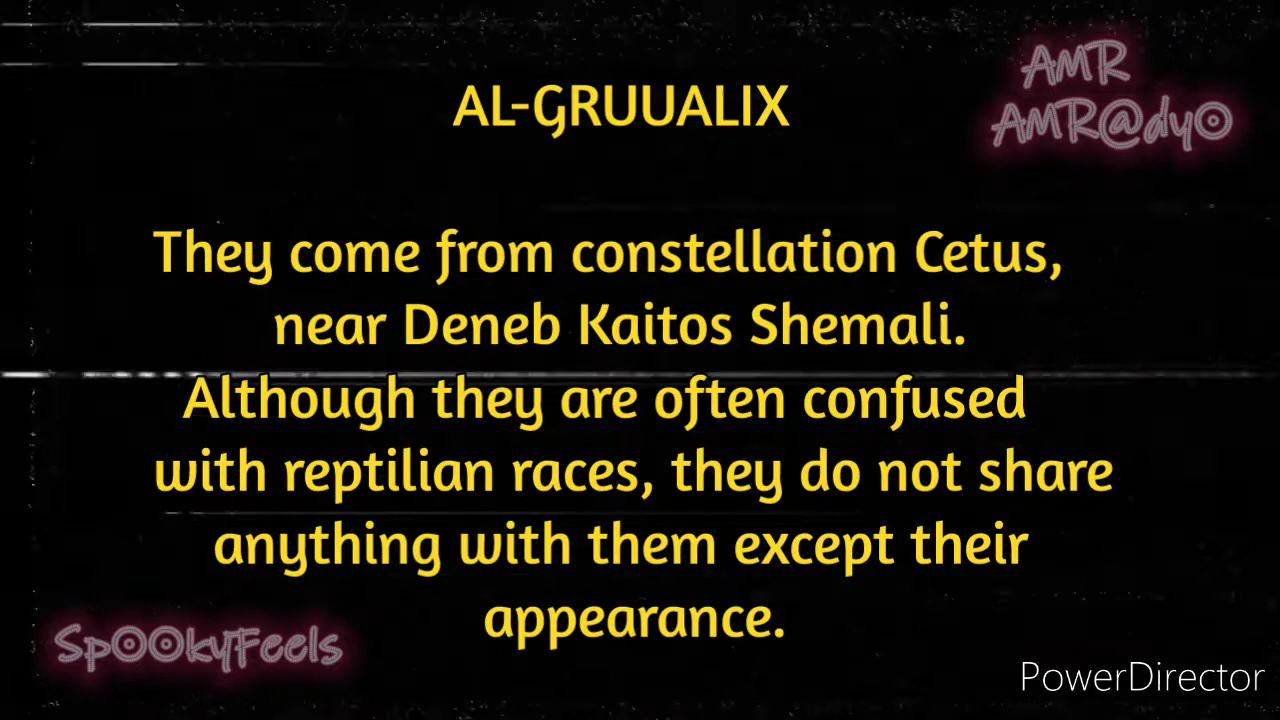 AMR
AMR@dyO
AL-GRUUALIX
They come from constellation Cetus,
near Deneb Kaitos Shemali.
Although they are often confused
with reptilian races, they do not share
anything with them except their
appearance.
SpOOkyFeels
PowerDirector